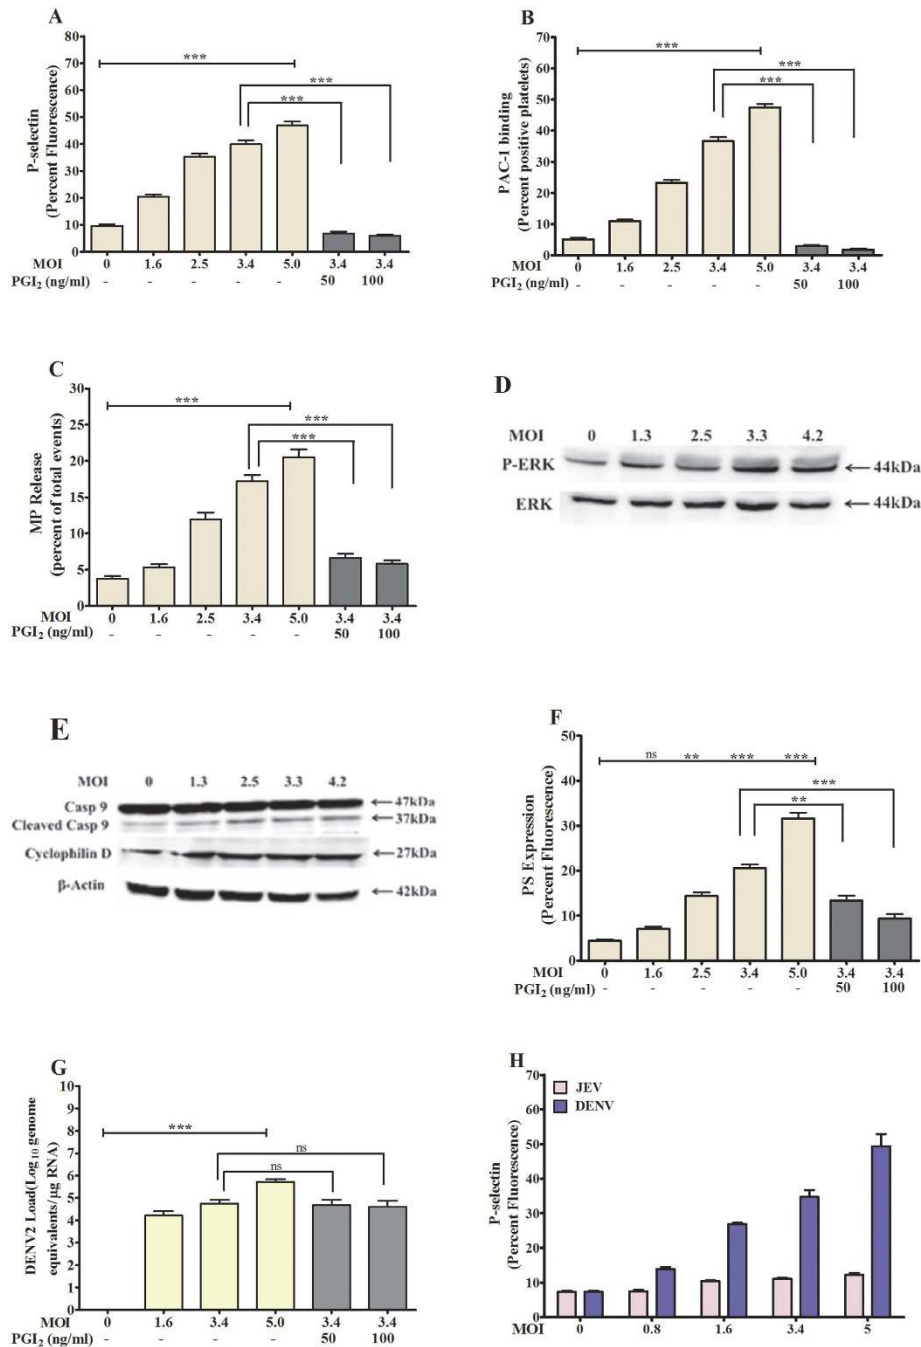 A
P-selectin
(Percent Fluorescence)
80
70
60
50
40
30
20
10
0
***
***
***
MOI 0 1.6 2.5 3.4 5.0 3.4 3.4
PGI2 (ng/ml) - - - - - 50 100
B
PAC-1 binding
(Percent positive platelets)
70
60
50
40
30
20
10
0
***
***
***
MOI 0 1.6 2.5 3.4 5.0 3.4 3.4
PGI2 (ng/ml) - - - - - 50 100
C
MP Release
(percent of total events)
30
25
20
15
10
5
0
***
***
***
MOI 0 1.6 2.5 3.4 5.0 3.4 3.4
PGI2 (ng/ml) - - - - - 50 100
D
MOI 0 1.3 2.5 3.3 4.2
P-ERK 44kDa
ERK 44kDa
E
MOI 0 1.3 2.5 3.3 4.2
Casp 9 47kDa
Cleaved Casp 9 37kDa
Cyclophilin D 27kDa
β-Actin 42kDa
F
PS Expression
(Percent Fluorescence)
50
40
30
20
10
0
ns ** *** ***
***
**
MOI 0 1.6 2.5 3.4 5.0 3.4 3.4
PGI2 (ng/ml) - - - - - 50 100
G
DENV2 Load(Log10 genome
equivalents/µg RNA)
10
9
8
7
6
5
4
3
2
1
0
***
ns
ns
MOI 0 1.6 3.4 5.0 3.4 3.4
PGI2 (ng/ml) - - - - 50 100
H
P-selectin
(Percent Fluorescence)
70
60
50
40
30
20
10
0
JEV
DENV
MOI 0 0.8 1.6 3.4 5